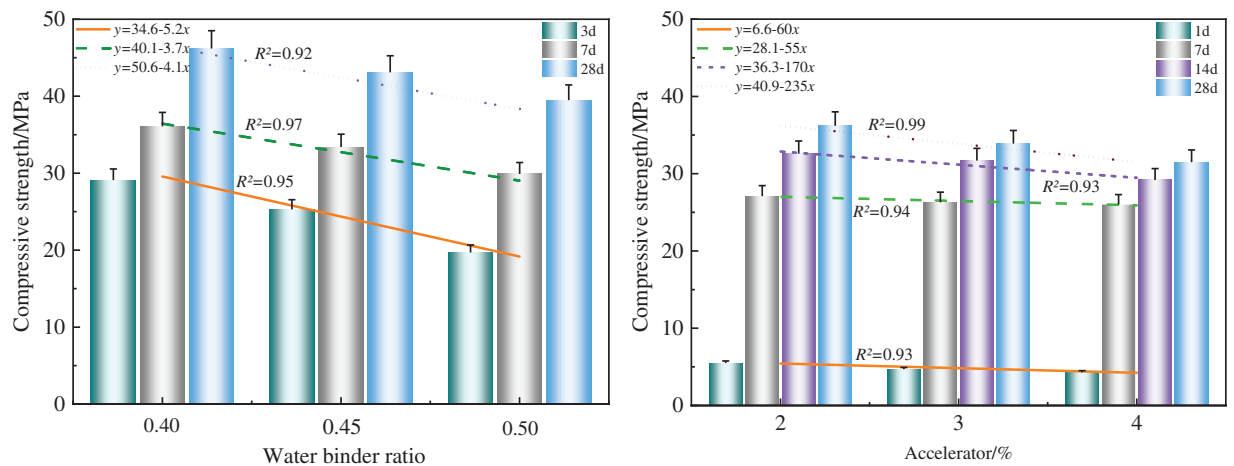 Compressive strength/MPa
50
40
30
20
10
0
y=34.6-5.2x
y=40.1-3.7x
y=50.6-4.1x
3d
7d
28d
R²=0.92
R²=0.97
R²=0.95
0.40
0.45
0.50
Water binder ratio
Compressive strength/MPa
50
40
30
20
10
0
y=6.6-60x
y=28.1-55x
y=36.3-170x
y=40.9-235x
1d
7d
14d
28d
R²=0.99
R²=0.93
R²=0.94
R²=0.93
2
3
4
Accelerator/%